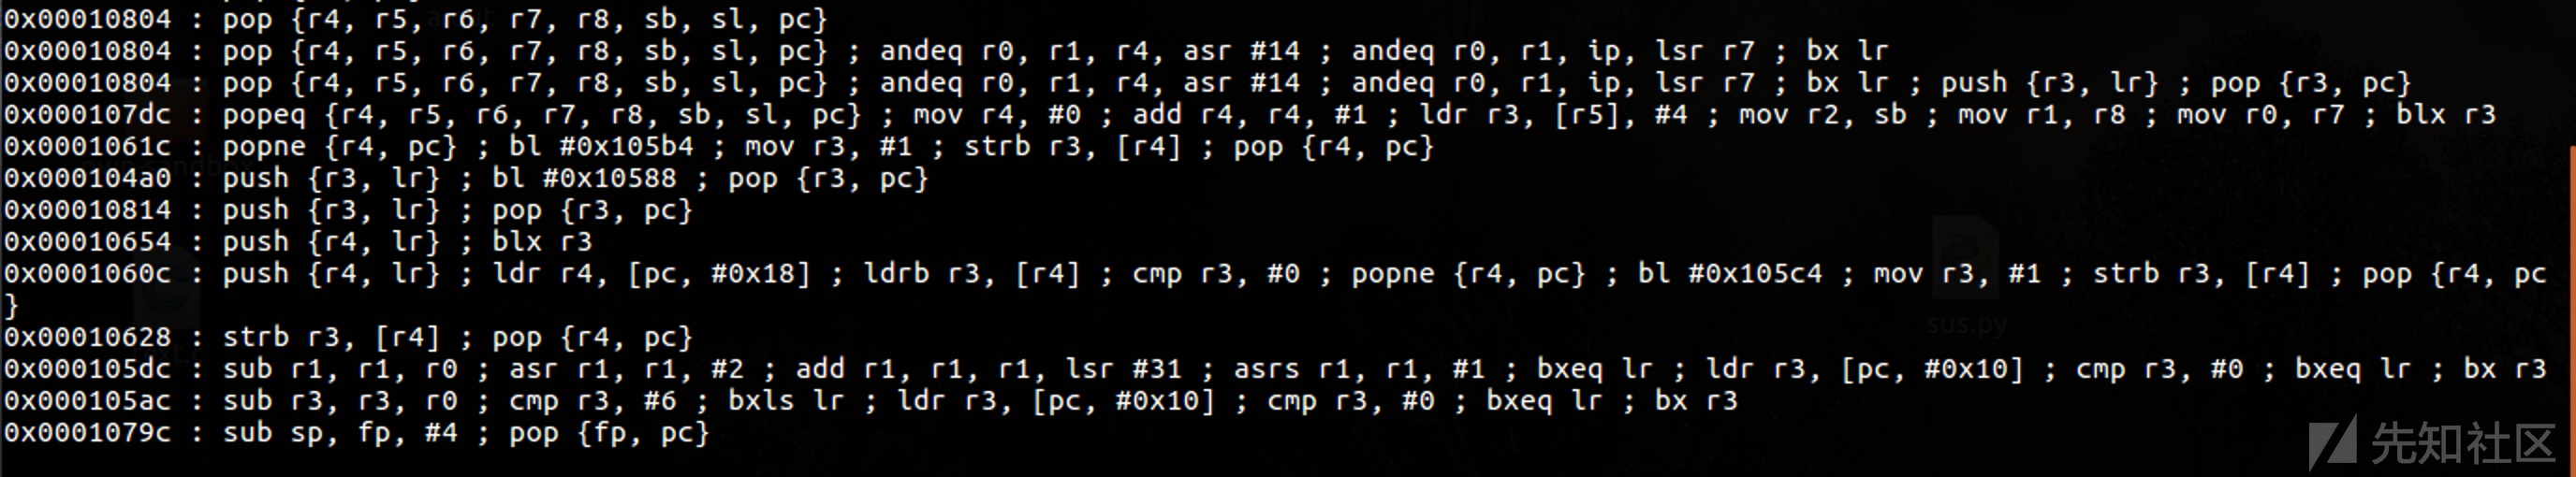 0x00010804 : pop {r4, r5, r6, r7, r8, sb, sl, pc}
0x00010804 : pop {r4, r5, r6, r7, r8, sb, sl, pc} ; andeq r0, r1, r4, asr #14 ; andeq r0, r1, ip, lsr r7 ; bx lr
0x00010804 : pop {r4, r5, r6, r7, r8, sb, sl, pc} ; andeq r0, r1, r4, asr #14 ; andeq r0, r1, ip, lsr r7 ; bx lr ; push {r3, lr} ; pop {r3, pc}
0x000107dc : popeq {r4, r5, r6, r7, r8, sb, sl, pc} ; mov r4, #0 ; add r4, r4, #1 ; ldr r3, [r5], #4 ; mov r2, sb ; mov r1, r8 ; mov r0, r7 ; blx r3
0x0001061c : popne {r4, pc} ; bl #0x105b4 ; mov r3, #1 ; strb r3, [r4] ; pop {r4, pc}
0x000104a0 : push {r3, lr} ; bl #0x10588 ; pop {r3, pc}
0x00010814 : push {r3, lr} ; pop {r3, pc}
0x00010654 : push {r4, lr} ; blx r3
0x0001060c : push {r4, lr} ; ldr r4, [pc, #0x18] ; ldrb r3, [r4] ; cmp r3, #0 ; popne {r4, pc} ; bl #0x105c4 ; mov r3, #1 ; strb r3, [r4] ; pop {r4, pc
}
sus.py
0x00010628 : strb r3, [r4] ; pop {r4, pc}
0x000105dc : sub r1, r1, r0 ; asr r1, r1, #2 ; add r1, r1, r1, lsr #31 ; asrs r1, r1, #1 ; bxeq lr ; ldr r3, [pc, #0x10] ; cmp r3, #0 ; bxeq lr ; bx r3
0x000105ac : sub r3, r3, r0 ; cmp r3, #6 ; bxls lr ; ldr r3, [pc, #0x10] ; cmp r3, #0 ; bxeq lr ; bx r3
0x0001079c : sub sp, fp, #4 ; pop {fp, pc}
先知社区